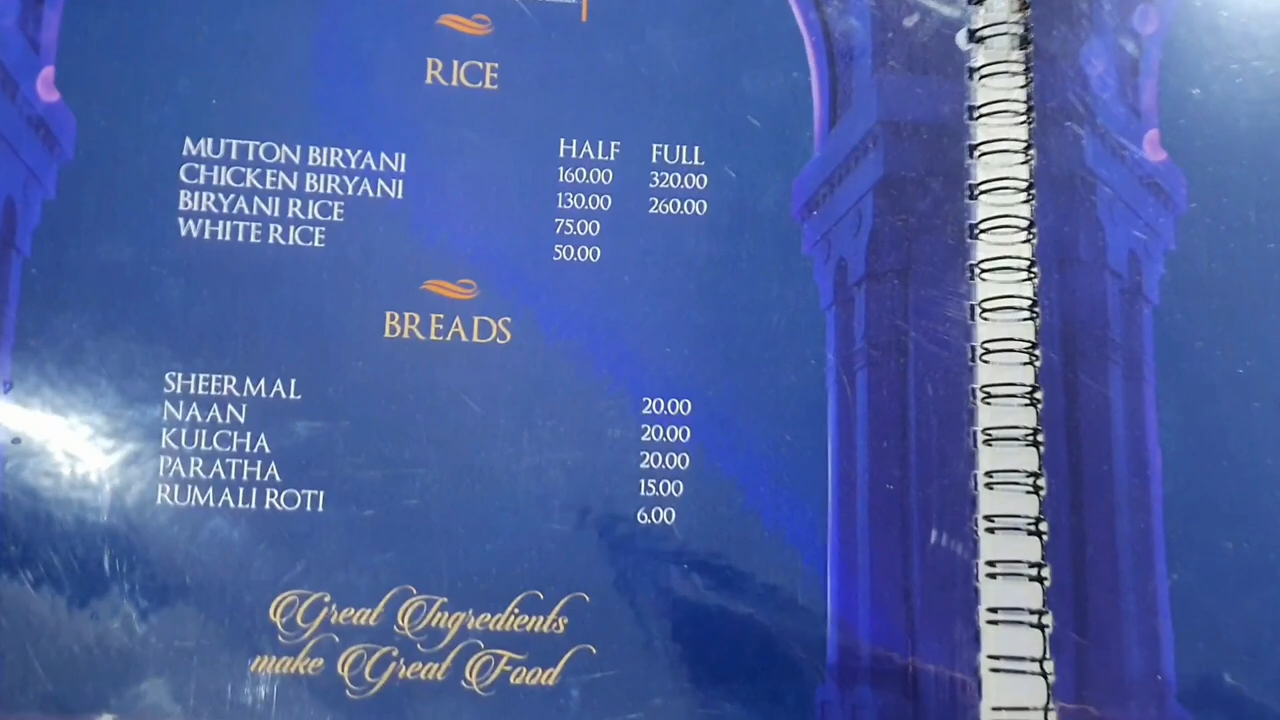 RICE
HALF FULL
MUTTON BIRYANI 160.00 320.00
CHICKEN BIRYANI 130.00 260.00
BIRYANI RICE 75.00
WHITE RICE 50.00
BREADS
SHEERMAL 20.00
NAAN 20.00
KULCHA 20.00
PARATHA 15.00
RUMALI ROTI 6.00
Great Ingredients
make Great Food